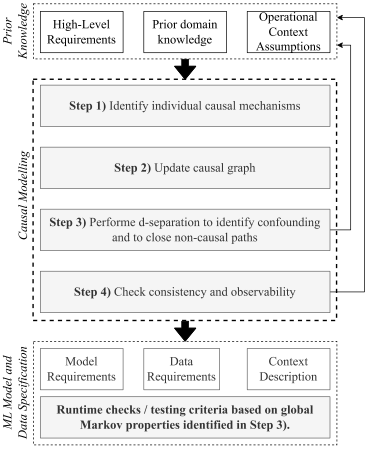 Prior
Knowledge
High-Level
Requirements
Prior domain
knowledge
Operational
Context
Assumptions
Causal Modelling
Step 1) Identify individual causal mechanisms
Step 2) Update causal graph
Step 3) Performe d-separation to identify confounding
and to close non-causal paths
Step 4) Check consistency and observability
ML Model and
Data Specification
Model
Requirements
Data
Requirements
Context
Description
Runtime checks / testing criteria based on global
Markov properties identified in Step 3).